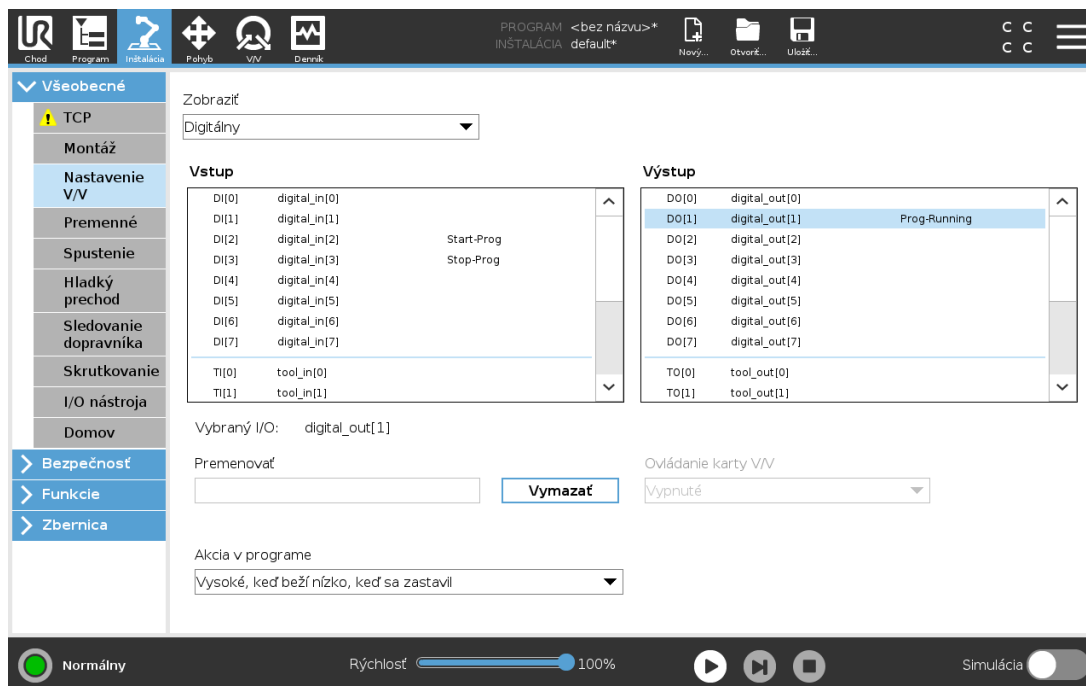 UR
Chod
Program
Inštalácia
Pohyb
V/V
Denník
PROGRAM <bez názvu>*
INŠTALÁCIA default*
Nový...
Otvoriť...
Uložiť...
C C
C C
Všeobecné
TCP
Montáž
Nastavenie
V/V
Premenné
Spustenie
Hladký
prechod
Sledovanie
dopravníka
Skrutkovanie
I/O nástroja
Domov
Bezpečnosť
Funkcie
Zbernica
Zobraziť
Digitálny
Vstup
DI[0] digital_in[0]
DI[1] digital_in[1]
DI[2] digital_in[2] Start-Prog
DI[3] digital_in[3] Stop-Prog
DI[4] digital_in[4]
DI[5] digital_in[5]
DI[6] digital_in[6]
DI[7] digital_in[7]
TI[0] tool_in[0]
TI[1] tool_in[1]
Výstup
DO[0] digital_out[0]
DO[1] digital_out[1] Prog-Running
DO[2] digital_out[2]
DO[3] digital_out[3]
DO[4] digital_out[4]
DO[5] digital_out[5]
DO[6] digital_out[6]
DO[7] digital_out[7]
TO[0] tool_out[0]
TO[1] tool_out[1]
Vybraný I/O: digital_out[1]
Premenovať
Vymazať
Ovládanie karty V/V
Vypnuté
Akcia v programe
Vysoké, keď beží nízko, keď sa zastavil
Normálny
Rýchlosť 100%
Simulácia